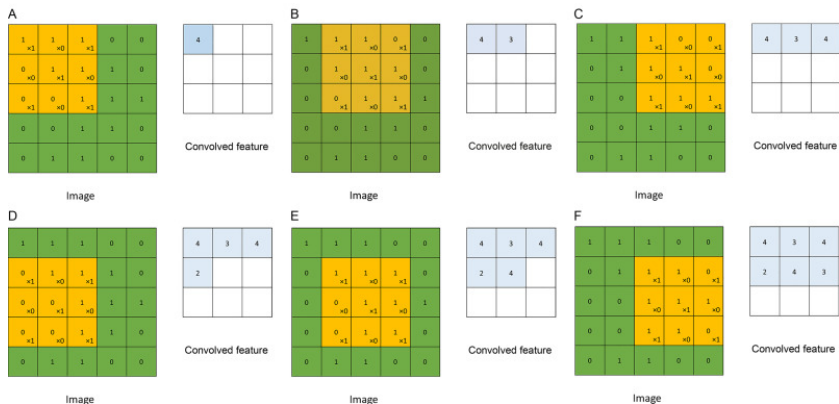 A
1×1 1×0 1×1 0 0
0×0 1×1 1×0 1 0
0×1 0×0 1×1 1 1
0 0 1 1 0
0 1 1 0 0
Image
4
Convolved feature
B
1 1×1 1×0 0×1 0
0 1×0 1×1 1×0 0
0 0×1 1×0 1×1 1
0 0 1 1 0
0 1 1 0 0
Image
4 3
Convolved feature
C
1 1 1×1 0×0 0×1
0 1 1×0 1×1 0×0
0 0 1×1 1×0 1×1
0 0 1 1 0
0 1 1 0 0
Image
4 3 4
Convolved feature
D
1 1 1 0 0
0×1 1×0 1×1 1 0
0×0 0×1 1×0 1 1
0×1 0×0 1×1 1 0
0 1 1 0 0
Image
4 3 4
2
Convolved feature
E
1 1 1 0 0
0 1×1 1×0 1×1 0
0 0×0 1×1 1×0 1
0 0×1 1×0 1×1 0
0 1 1 0 0
Image
4 3 4
2 4
Convolved feature
F
1 1 1 0 0
0 1 1×1 1×0 0×1
0 0 1×0 1×1 1×0
0 0 1×1 1×0 0×1
0 1 1 0 0
Image
4 3 4
2 4 3
Convolved feature